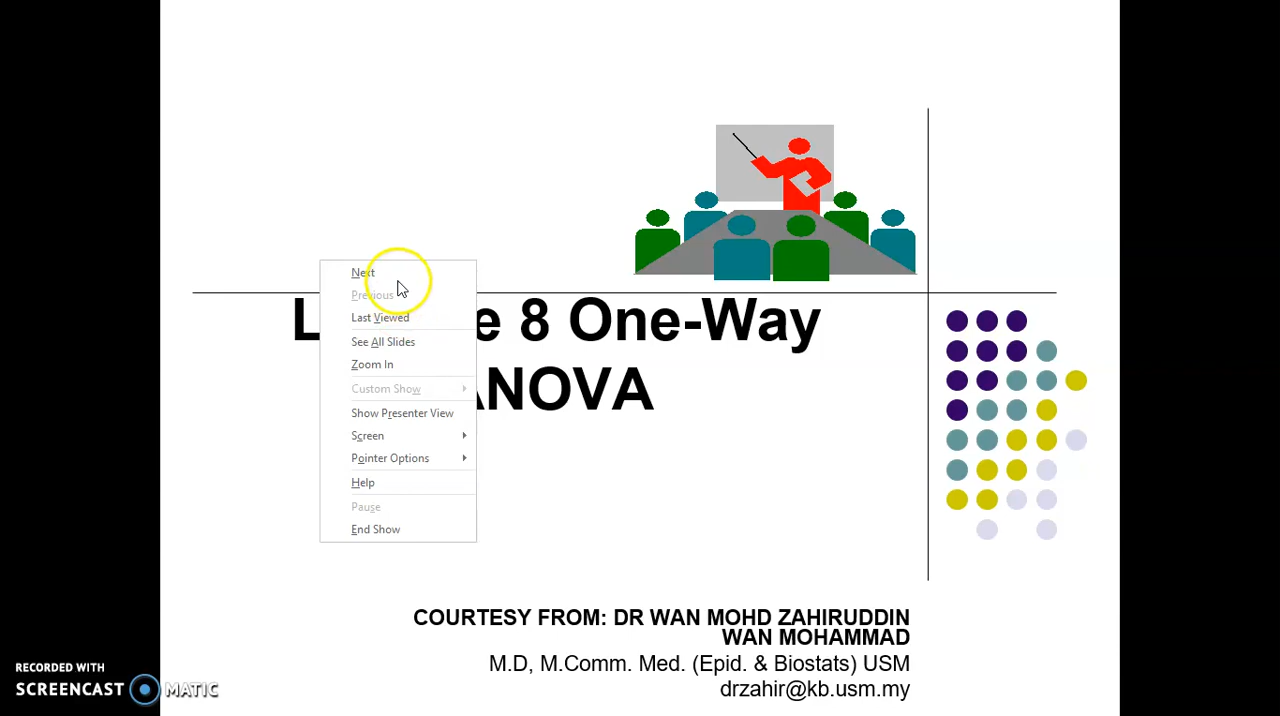 Next
Previous
Last Viewed
See All Slides
Zoom In
Custom Show
Show Presenter View
Screen
Pointer Options
Help
Pause
End Show
8 One-Way
ANOVA
COURTESY FROM: DR WAN MOHD ZAHIRUDDIN
WAN MOHAMMAD
M.D, M.Comm. Med. (Epid. & Biostats) USM
drzahir@kb.usm.my
RECORDED WITH
SCREENCAST MATIC